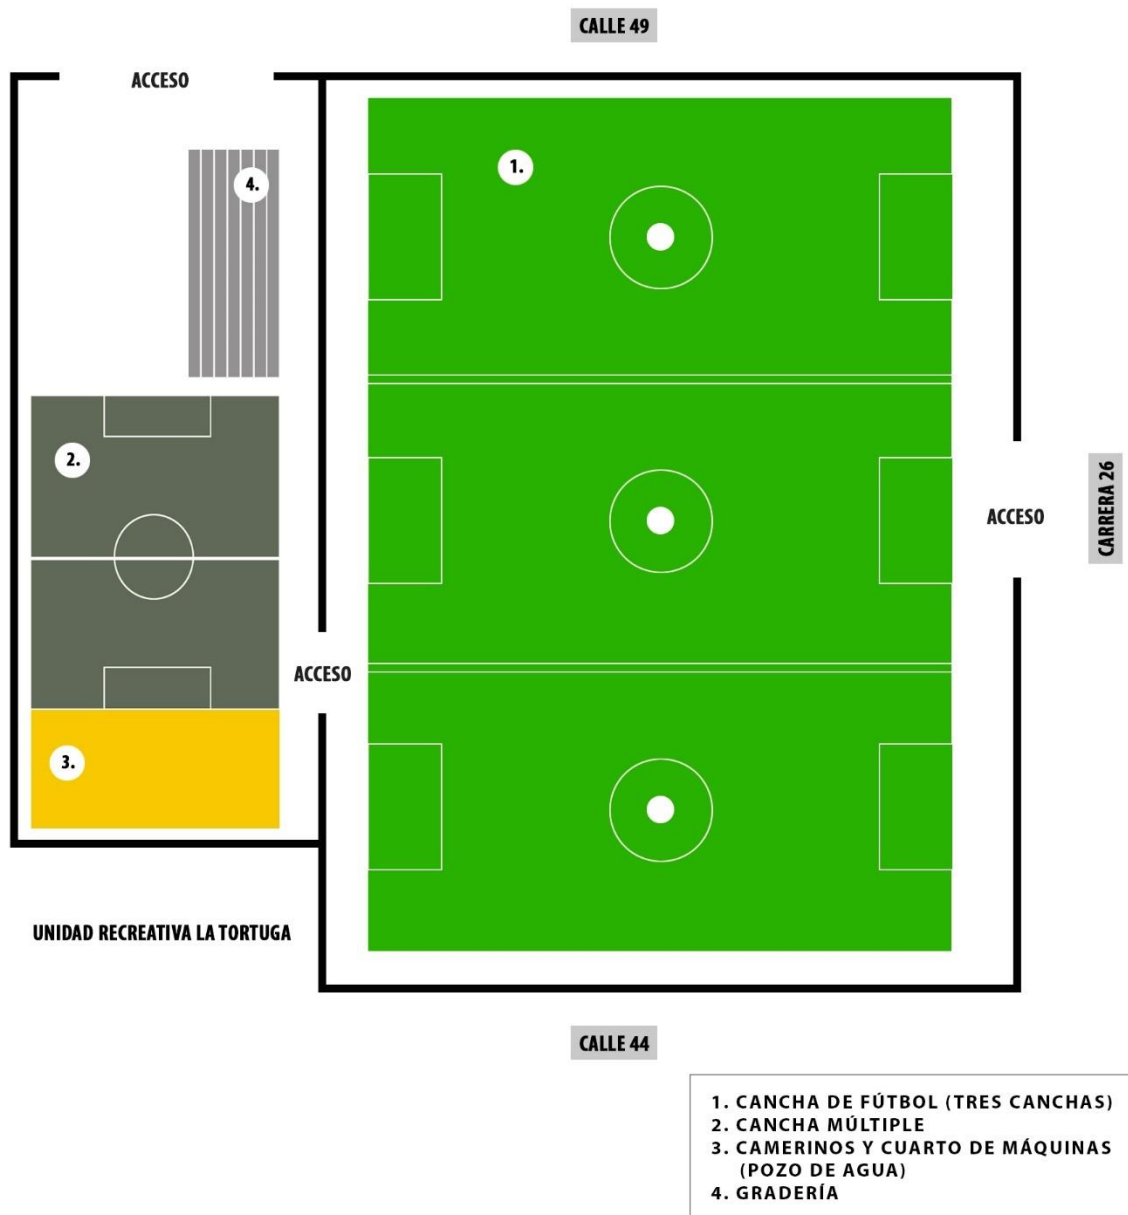 CALLE 49
ACCESO
4.
1.
2.
ACCESO
CARRERA 26
ACCESO
3.
UNIDAD RECREATIVA LA TORTUGA
CALLE 44
1. CANCHA DE FÚTBOL (TRES CANCHAS)
2. CANCHA MÚLTIPLE
3. CAMERINOS Y CUARTO DE MÁQUINAS
(POZO DE AGUA)
4. GRADERÍA